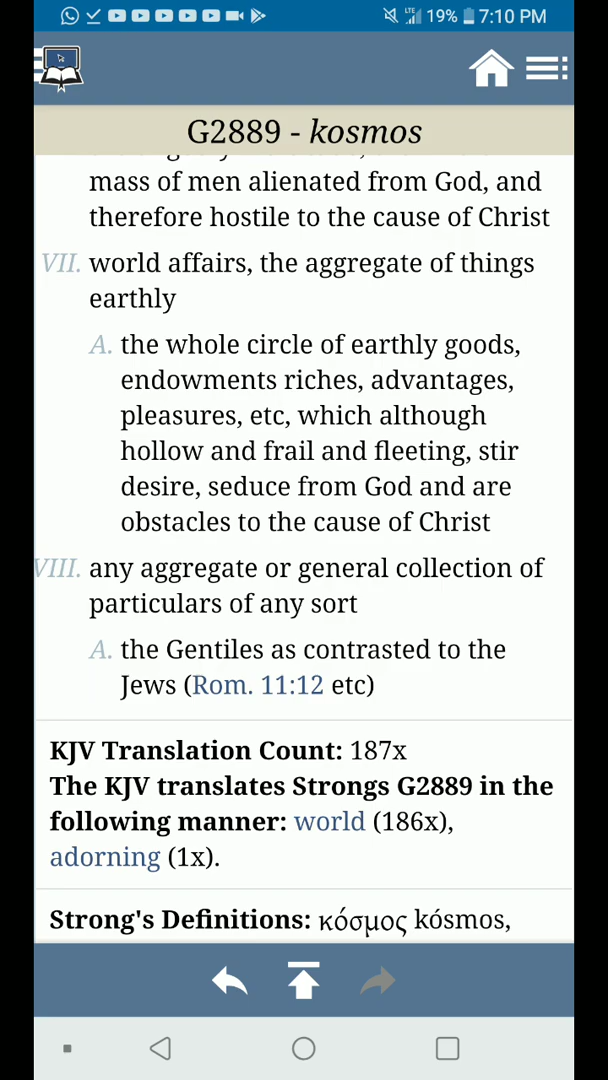 LTE 19% 7:10 PM
G2889 - kosmos
mass of men alienated from God, and
therefore hostile to the cause of Christ
VII. world affairs, the aggregate of things
earthly
A. the whole circle of earthly goods,
endowments riches, advantages,
pleasures, etc, which although
hollow and frail and fleeting, stir
desire, seduce from God and are
obstacles to the cause of Christ
VIII. any aggregate or general collection of
particulars of any sort
A. the Gentiles as contrasted to the
Jews (Rom. 11:12 etc)
KJV Translation Count: 187x
The KJV translates Strongs G2889 in the
following manner: world (186x),
adorning (1x).
Strong's Definitions: κόσμος kósmos,